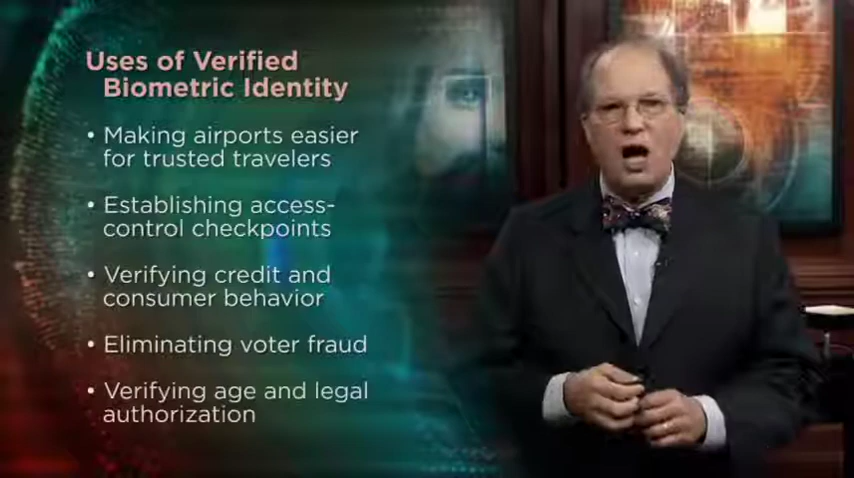 Uses of Verified
Biometric Identity
• Making airports easier
for trusted travelers
• Establishing access-
control checkpoints
• Verifying credit and
consumer behavior
• Eliminating voter fraud
• Verifying age and legal
authorization